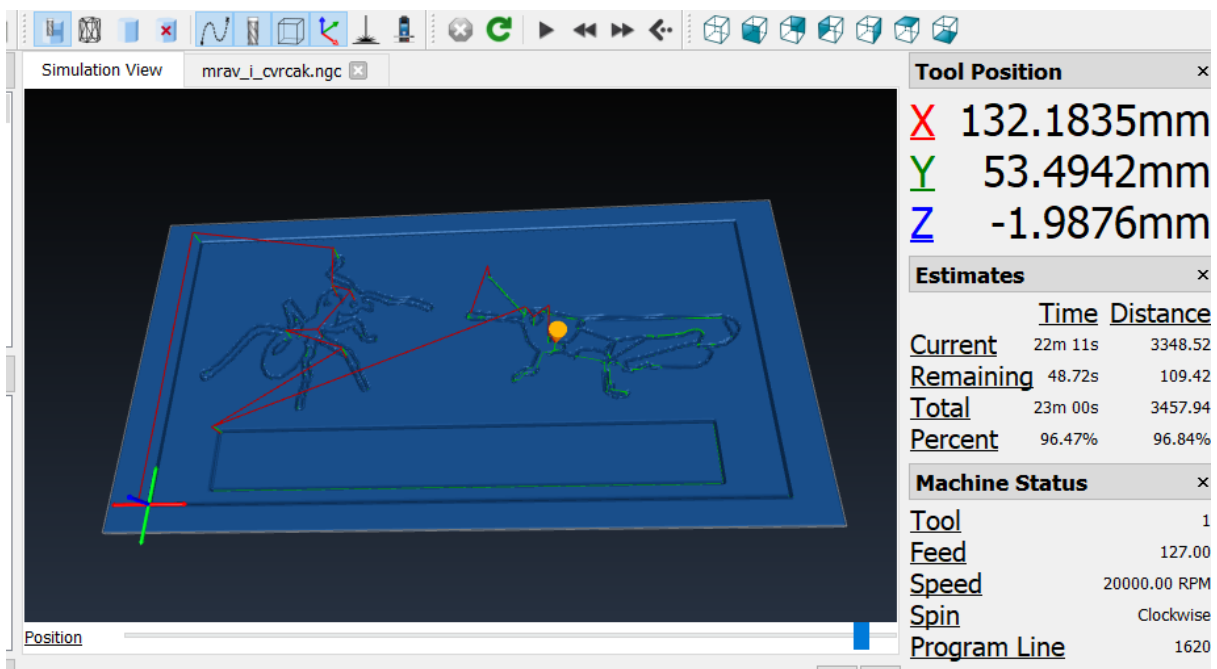 Simulation View mrav_i_cvrcak.ngc
Position
Tool Position
X 132.1835mm
Y 53.4942mm
Z -1.9876mm
Estimates
Time Distance
Current 22m 11s 3348.52
Remaining 48.72s 109.42
Total 23m 00s 3457.94
Percent 96.47% 96.84%
Machine Status
Tool 1
Feed 127.00
Speed 20000.00 RPM
Spin Clockwise
Program Line 1620